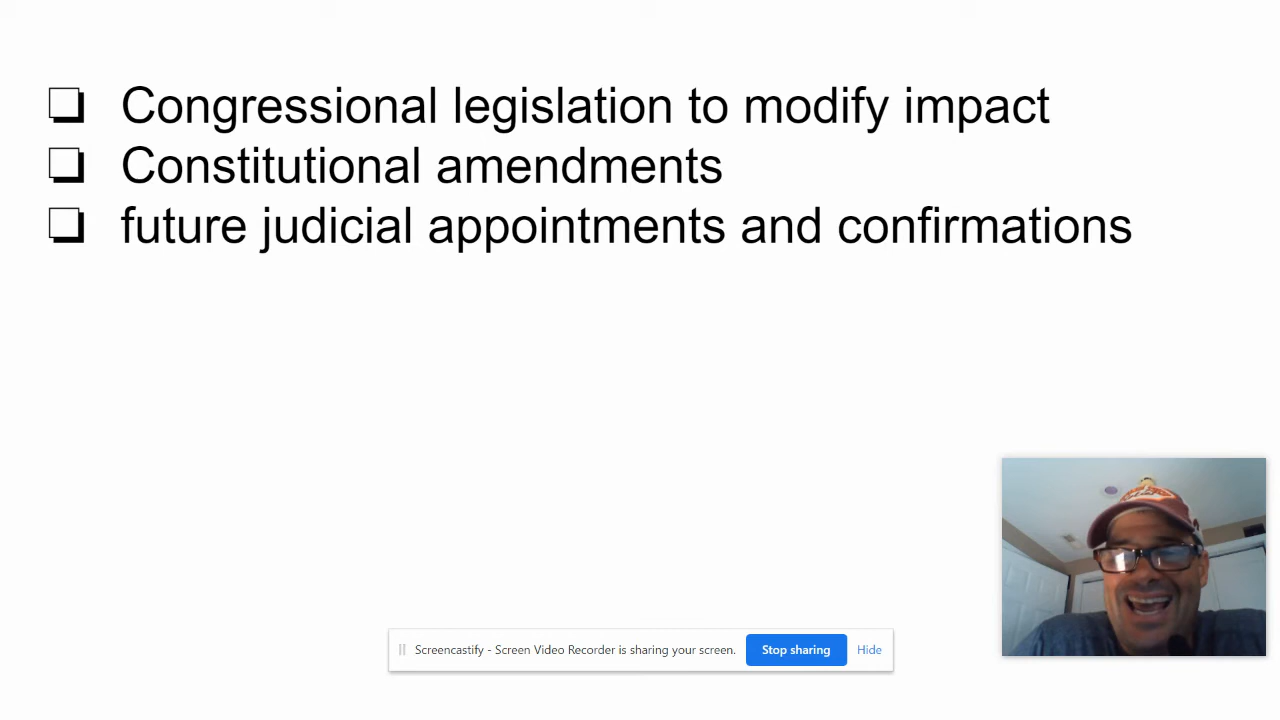 Congressional legislation to modify impact
Constitutional amendments
future judicial appointments and confirmations
Screencastify - Screen Video Recorder is sharing your screen. Stop sharing Hide